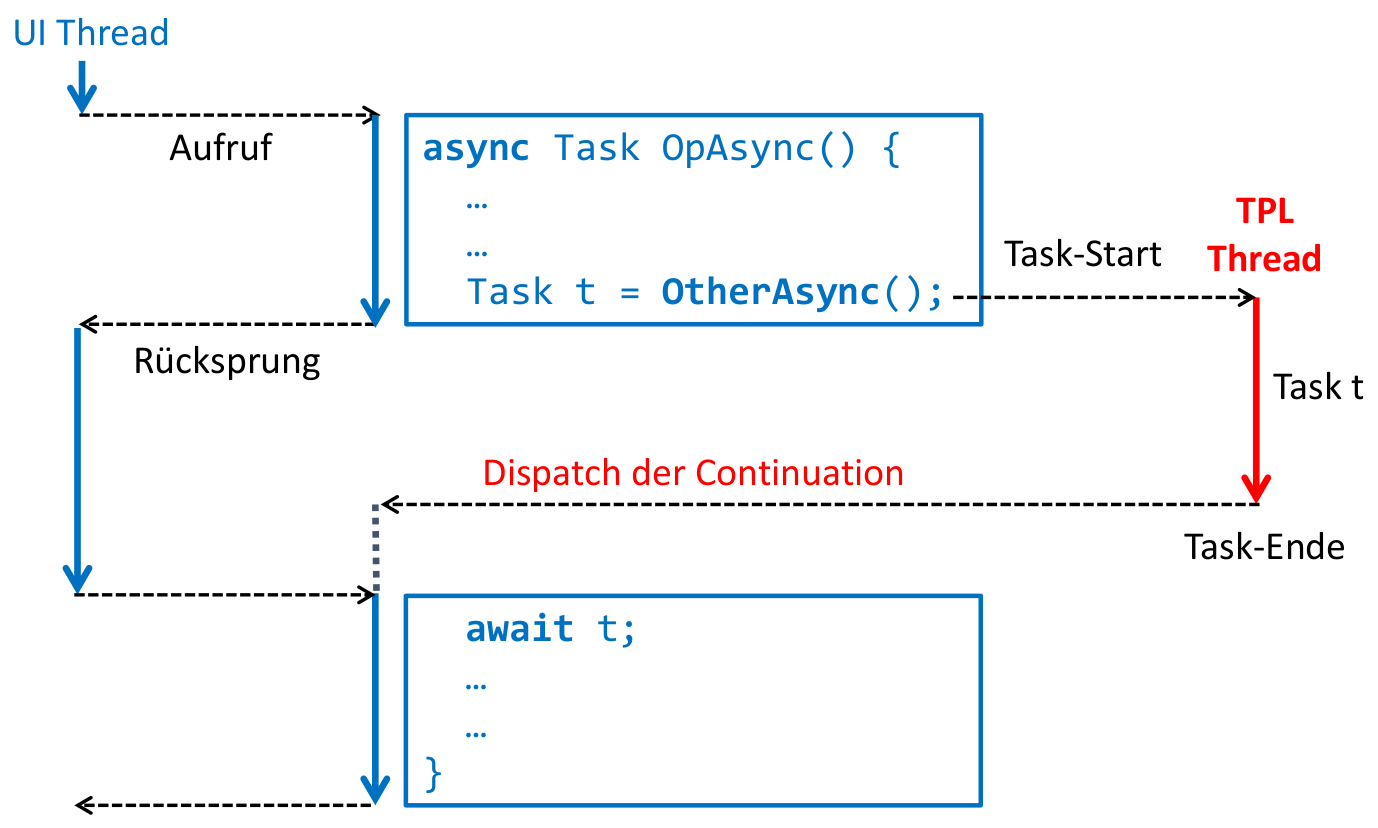 UI Thread
Aufruf
async Task OpAsync() {
…
…
Task t = OtherAsync();
Task-Start
TPL
Thread
Rücksprung
Task t
Dispatch der Continuation
Task-Ende
await t;
…
…
}